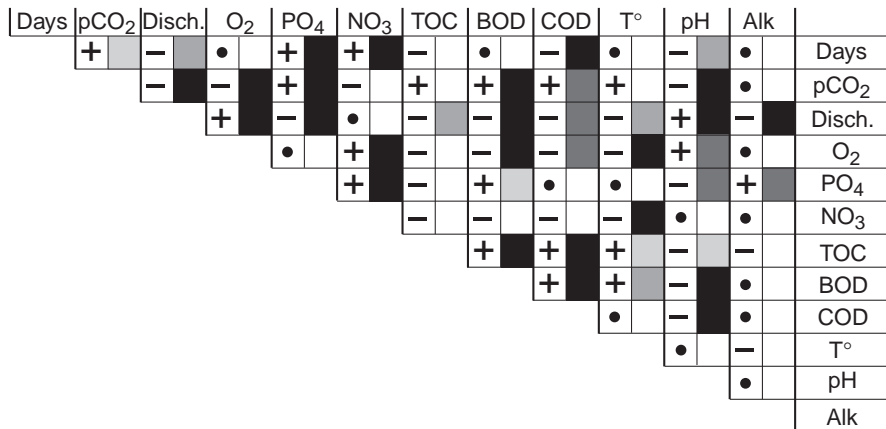 Days pCO₂ Disch. O₂ PO₄ NO₃ TOC BOD COD T° pH Alk
+ − • + + − • − • − • Days
− − + − + + + + − • pCO₂
+ − • − − − − + − Disch.
• + − − − − + • O₂
+ − + • • − + PO₄
− − − − • • NO₃
+ + + − − TOC
+ + − • BOD
• − • COD
• − T°
• pH
Alk